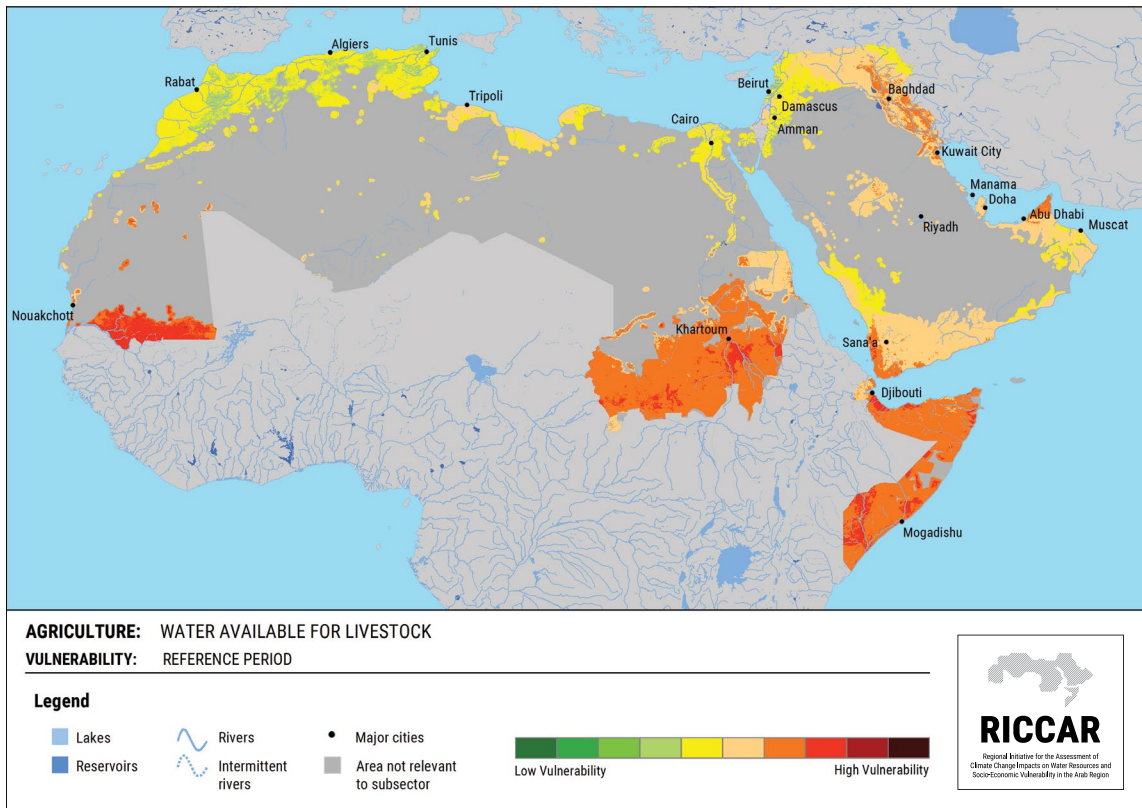 Algiers
Tunis
Rabat
Tripoli
Beirut
Baghdad
Damascus
Cairo
Amman
Kuwait City
Manama
Doha
Abu Dhabi
Muscat
Riyadh
Nouakchott
Khartoum
Sana'a
Djibouti
Mogadishu
AGRICULTURE: WATER AVAILABLE FOR LIVESTOCK
VULNERABILITY: REFERENCE PERIOD
Legend
Lakes
Rivers
Major cities
Reservoirs
Intermittent
rivers
Area not relevant
to subsector
Low Vulnerability
High Vulnerability
RICCAR
Regional Initiative for the Assessment of
Climate Change Impacts on Water Resources and
Socio-Economic Vulnerability in the Arab Region